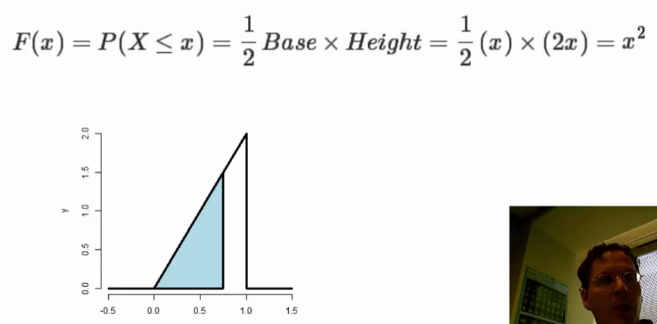 F(x) = P(X ≤ x) = 1/2 Base × Height = 1/2 (x) × (2x) = x²
2.0
1.5
1.0
0.5
0.0
y
-0.5 0.0 0.5 1.0 1.5